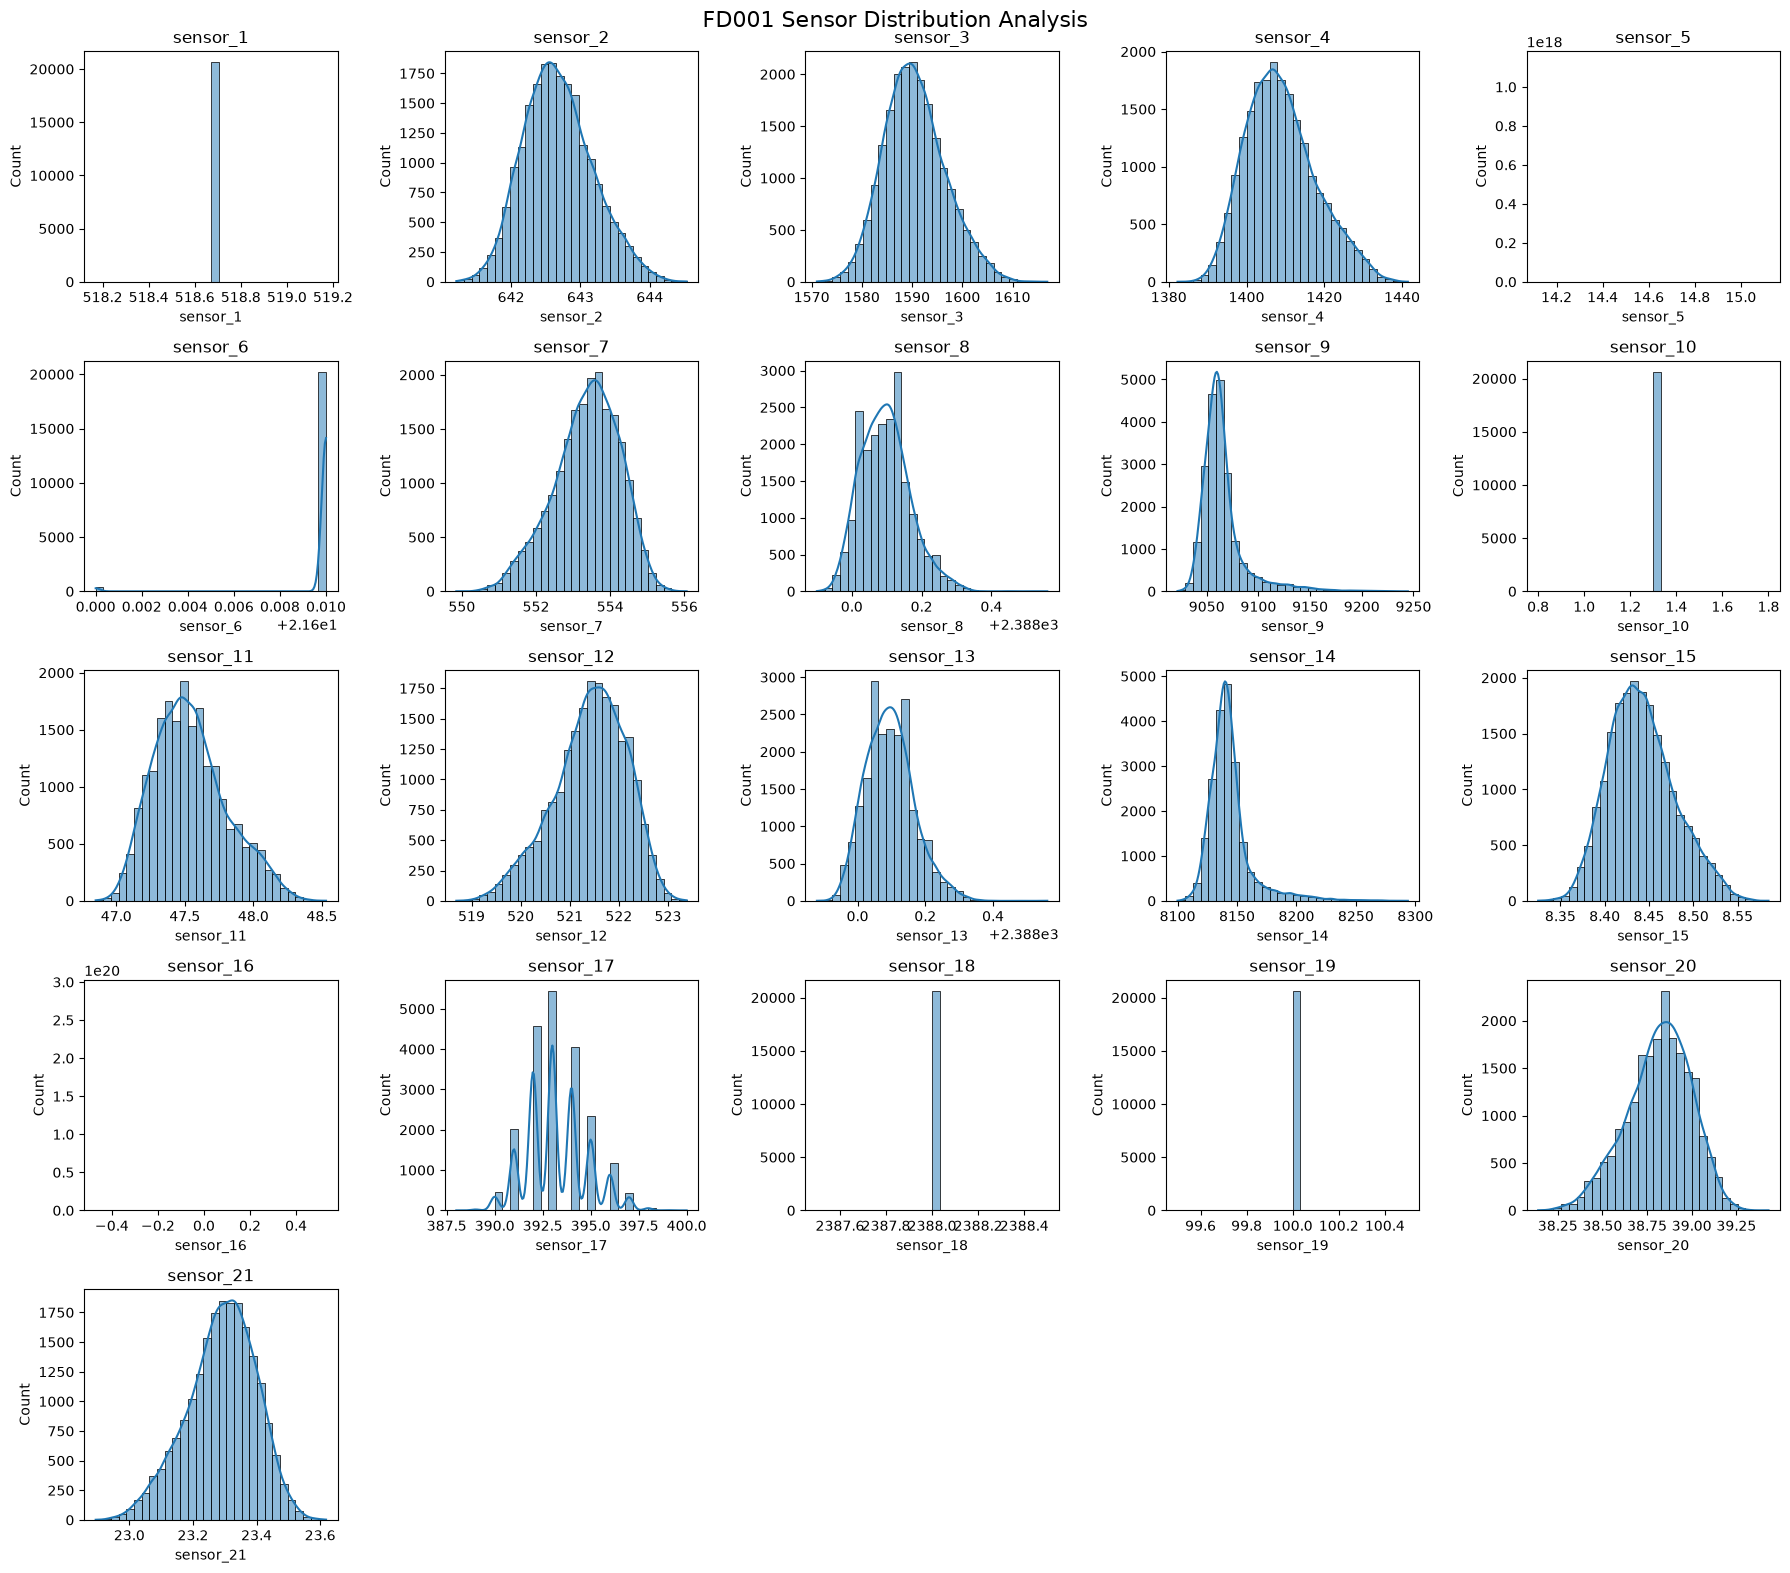 FD001 Sensor Distribution Analysis
sensor_1 sensor_2 sensor_3 sensor_4 sensor_5
1e18
Count
20000
15000
10000
5000
0
518.2 518.4 518.6 518.8 519.0 519.2
sensor_1
Count
1750
1500
1250
1000
750
500
250
0
642 643 644
sensor_2
Count
2000
1500
1000
500
0
1570 1580 1590 1600 1610
sensor_3
Count
2000
1500
1000
500
0
1380 1400 1420 1440
sensor_4
Count
1.0
0.8
0.6
0.4
0.2
0.0
14.2 14.4 14.6 14.8 15.0
sensor_5
sensor_6 sensor_7 sensor_8 sensor_9 sensor_10
Count
20000
15000
10000
5000
0
0.000 0.002 0.004 0.006 0.008 0.010
sensor_6 +2.16e1
Count
2000
1500
1000
500
0
550 552 554 556
sensor_7
Count
3000
2500
2000
1500
1000
500
0
0.0 0.2 0.4
sensor_8 +2.388e3
Count
5000
4000
3000
2000
1000
0
9050 9100 9150 9200 9250
sensor_9
Count
20000
15000
10000
5000
0
0.8 1.0 1.2 1.4 1.6 1.8
sensor_10
sensor_11 sensor_12 sensor_13 sensor_14 sensor_15
Count
2000
1500
1000
500
0
47.0 47.5 48.0 48.5
sensor_11
Count
1750
1500
1250
1000
750
500
250
0
519 520 521 522 523
sensor_12
Count
3000
2500
2000
1500
1000
500
0
0.0 0.2 0.4
sensor_13 +2.388e3
Count
5000
4000
3000
2000
1000
0
8100 8150 8200 8250 8300
sensor_14
Count
2000
1500
1000
500
0
8.35 8.40 8.45 8.50 8.55
sensor_15
sensor_16 sensor_17 sensor_18 sensor_19 sensor_20
1e20
Count
3.0
2.5
2.0
1.5
1.0
0.5
0.0
−0.4 −0.2 0.0 0.2 0.4
sensor_16
Count
5000
4000
3000
2000
1000
0
387.5 390.0 392.5 395.0 397.5 400.0
sensor_17
Count
20000
15000
10000
5000
0
2387.6 2387.8 2388.0 2388.2 2388.4
sensor_18
Count
20000
15000
10000
5000
0
99.6 99.8 100.0 100.2 100.4
sensor_19
Count
2000
1500
1000
500
0
38.25 38.50 38.75 39.00 39.25
sensor_20
sensor_21
Count
1750
1500
1250
1000
750
500
250
0
23.0 23.2 23.4 23.6
sensor_21